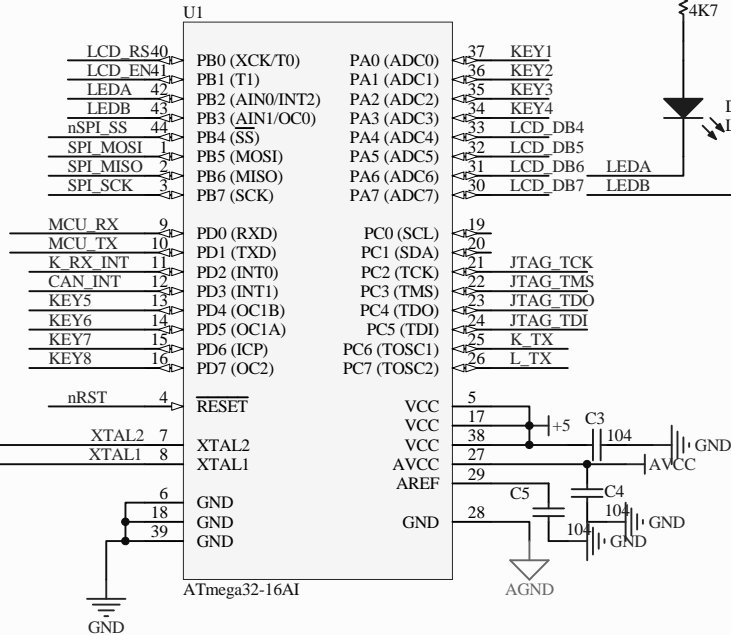 U1
4K7
LCD_RS 40 PB0 (XCK/T0) PA0 (ADC0) 37 KEY1
LCD_EN 41 PB1 (T1) PA1 (ADC1) 36 KEY2
LEDA 42 PB2 (AIN0/INT2) PA2 (ADC2) 35 KEY3
LEDB 43 PB3 (AIN1/OC0) PA3 (ADC3) 34 KEY4
nSPI_SS 44 PB4 (SS) PA4 (ADC4) 33 LCD_DB4
SPI_MOSI 1 PB5 (MOSI) PA5 (ADC5) 32 LCD_DB5
SPI_MISO 2 PB6 (MISO) PA6 (ADC6) 31 LCD_DB6 LEDA
SPI_SCK 3 PB7 (SCK) PA7 (ADC7) 30 LCD_DB7 LEDB
MCU_RX 9 PD0 (RXD) PC0 (SCL) 19
MCU_TX 10 PD1 (TXD) PC1 (SDA) 20
K_RX_INT 11 PD2 (INT0) PC2 (TCK) 21 JTAG_TCK
CAN_INT 12 PD3 (INT1) PC3 (TMS) 22 JTAG_TMS
KEY5 13 PD4 (OC1B) PC4 (TDO) 23 JTAG_TDO
KEY6 14 PD5 (OC1A) PC5 (TDI) 24 JTAG_TDI
KEY7 15 PD6 (ICP) PC6 (TOSC1) 25 K_TX
KEY8 16 PD7 (OC2) PC7 (TOSC2) 26 L_TX
nRST 4 RESET VCC 5
VCC 17 +5 C3
XTAL2 7 XTAL2 VCC 38 104 GND
XTAL1 8 XTAL1 AVCC 27 AVCC
AREF 29 C5 C4
6 GND
18 GND GND 28 104 GND
39 GND 104 GND
ATmega32-16AI AGND
GND